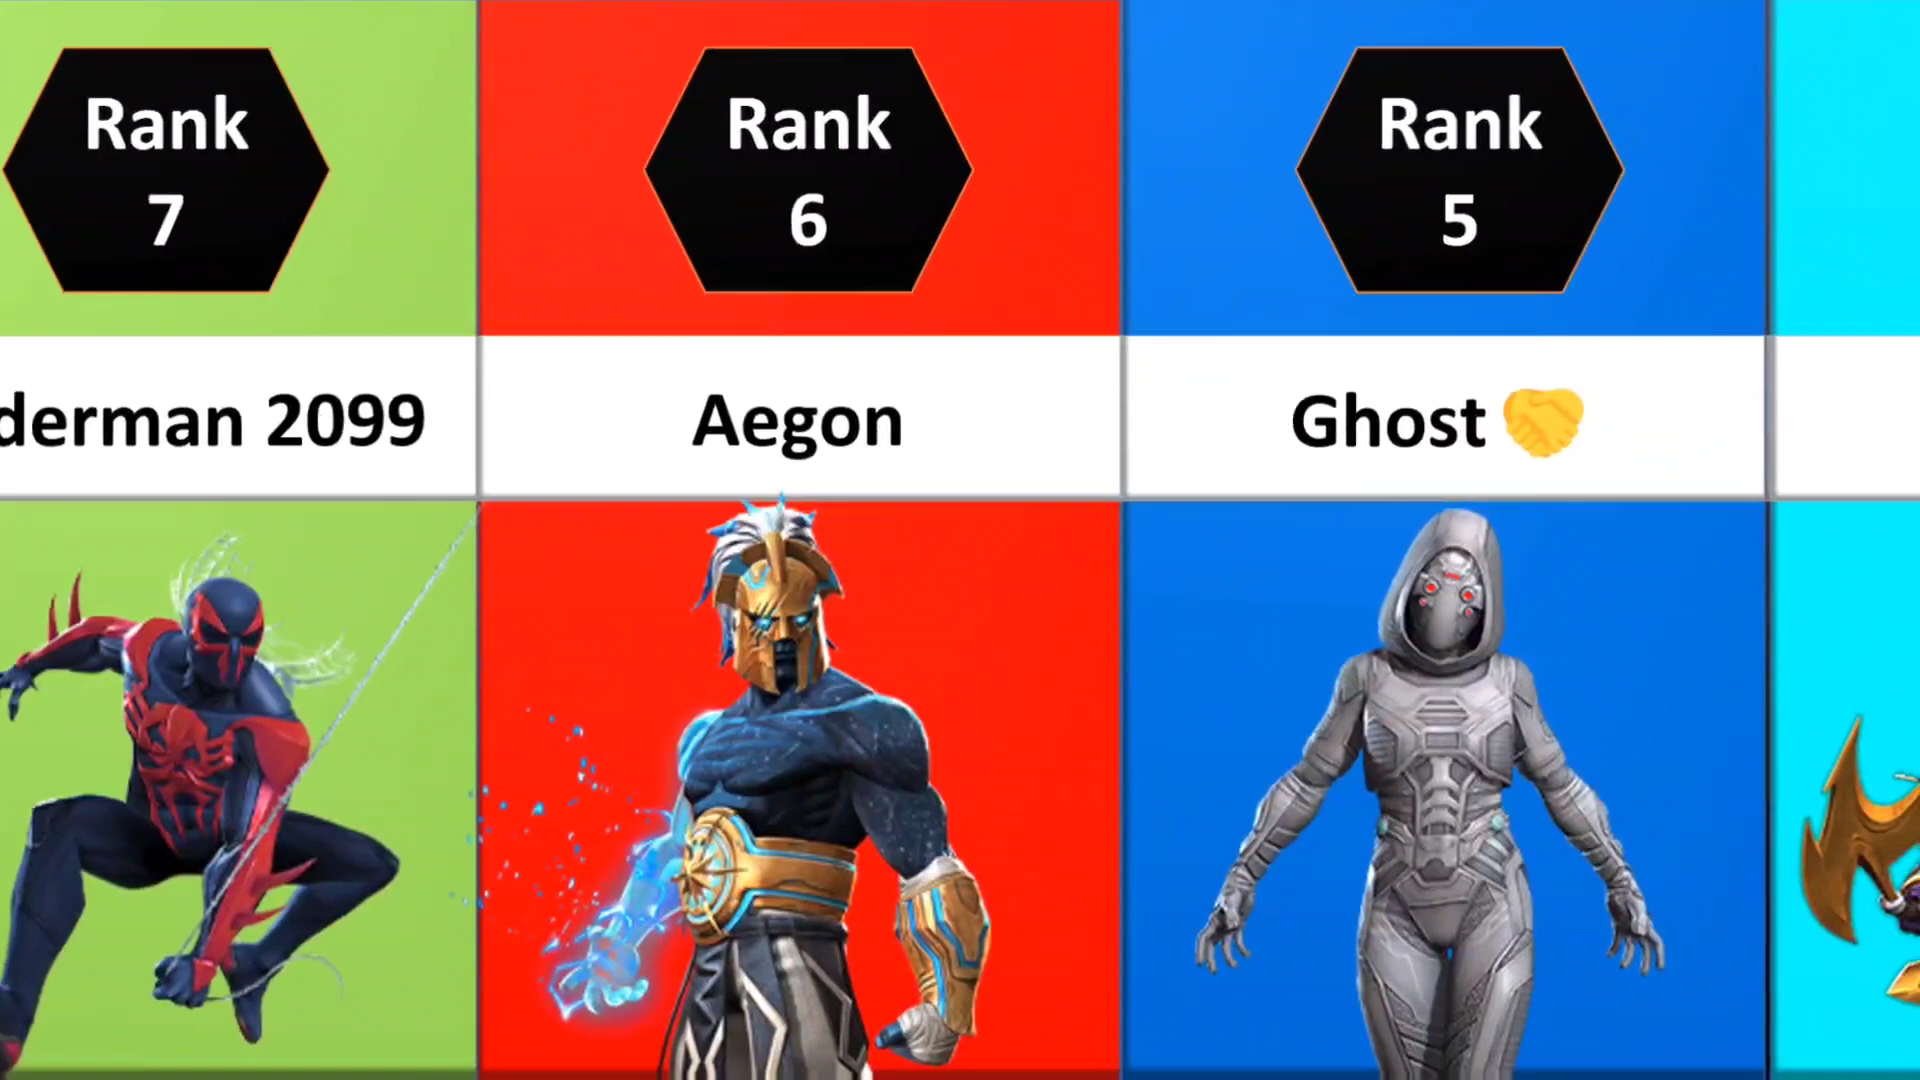 Rank
7
Rank
6
Rank
5
derman 2099
Aegon
Ghost 🤝